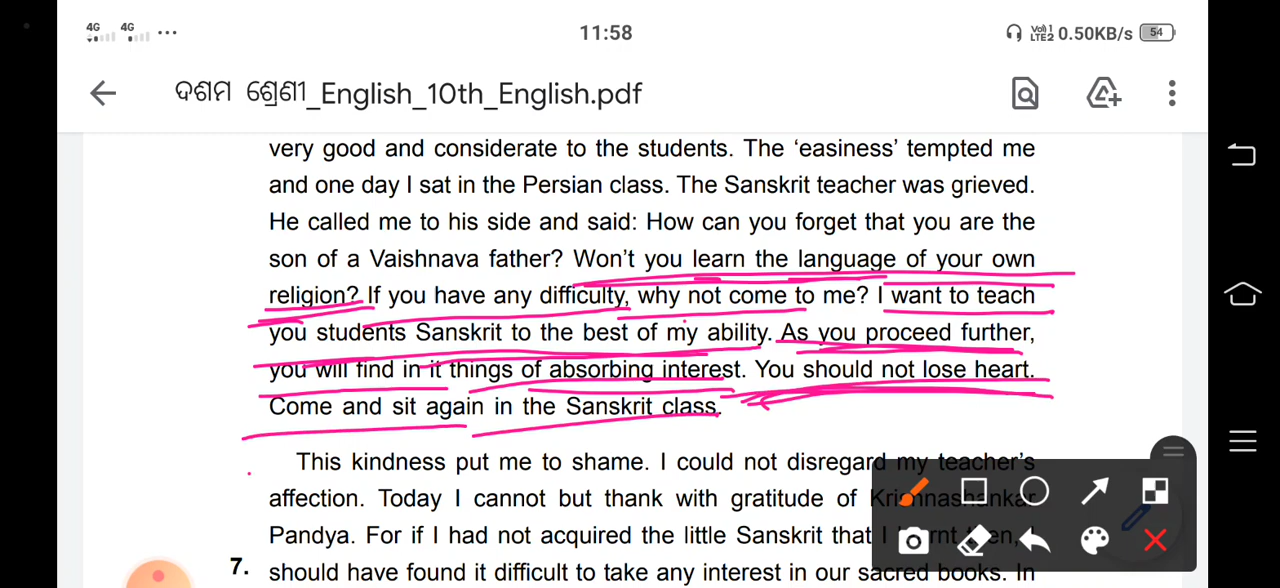 4G 4G ... 11:58 Vo) 1 LTE2 0.50KB/s 54
ଦଶମ ଶ୍ରେଣୀ_English_10th_English.pdf
very good and considerate to the students. The ‘easiness’ tempted me
and one day I sat in the Persian class. The Sanskrit teacher was grieved.
He called me to his side and said: How can you forget that you are the
son of a Vaishnava father? Won’t you learn the language of your own
religion? If you have any difficulty, why not come to me? I want to teach
you students Sanskrit to the best of my ability. As you proceed further,
you will find in it things of absorbing interest. You should not lose heart.
Come and sit again in the Sanskrit class.
This kindness put me to shame. I could not disregard my teacher’s
affection. Today I cannot but thank with gratitude of Krishnashankar
Pandya. For if I had not acquired the little Sanskrit that I learnt then, I
7. should have found it difficult to take any interest in our sacred books. In